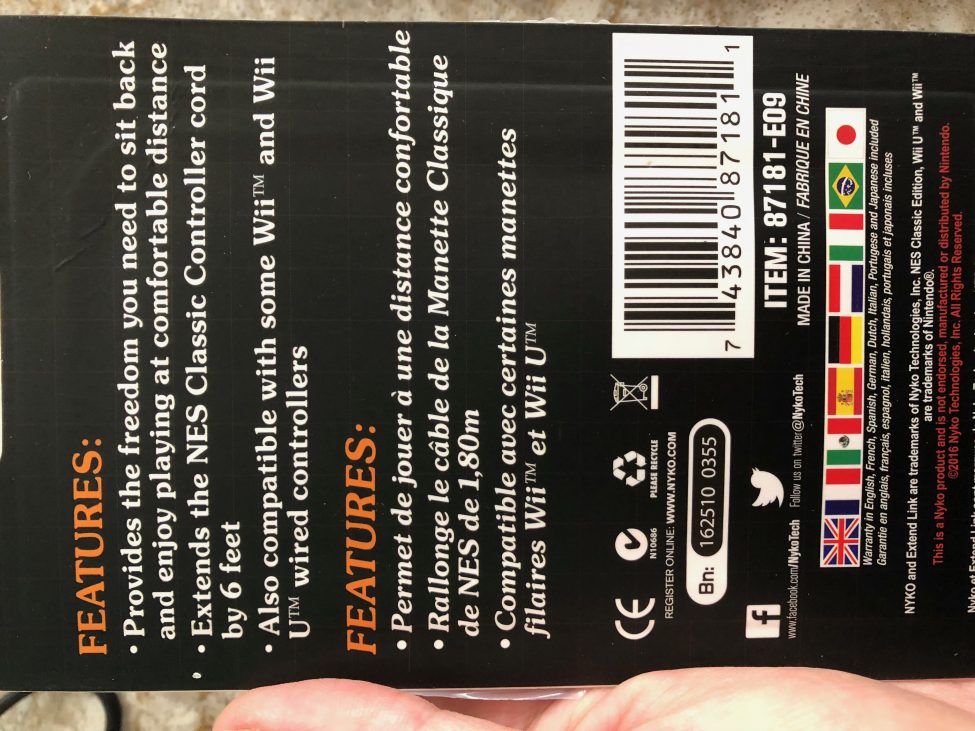 FEATURES:
• Provides the freedom you need to sit back
and enjoy playing at comfortable distance
• Extends the NES Classic Controller cord
by 6 feet
• Also compatible with some Wii™ and Wii
U™ wired controllers
FEATURES:
• Permet de jouer à une distance confortable
• Rallonge le câble de la Manette Classique
de NES de 1,80m
• Compatible avec certaines manettes
filaires Wii™ et Wii U™
7 43840 87181 1
ITEM: 87181-E09
MADE IN CHINA / FABRIQUE EN CHINE
CE
N10686
PLEASE RECYCLE
REGISTER ONLINE: WWW.NYKO.COM
Bn: 162510 0355
www.facebook.com/NykoTech
Follow us on twitter@NykoTech
Warranty in English, French, Spanish, German, Dutch, Italian, Portugese and Japanese included
Garantie en anglais, français, espagnol, italien, hollandais, portugais et japonais incluses
NYKO and Extend Link are trademarks of Nyko Technologies, Inc. NES Classic Edition, Wii U™ and Wii™
are trademarks of Nintendo®.
This is a Nyko product and is not endorsed, manufactured or distributed by Nintendo.
©2016 Nyko Technologies, Inc. All Rights Reserved.